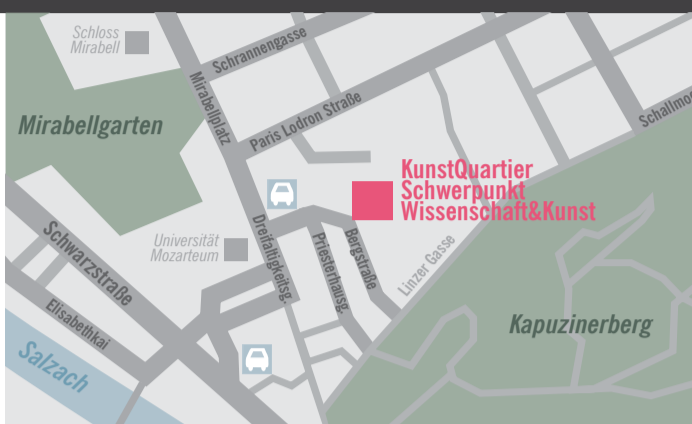 Schloss
Mirabell
Schrannengasse
Mirabellplatz
Paris Lodron Straße
Mirabellgarten
KunstQuartier
Schwerpunkt
Wissenschaft&Kunst
Universität
Mozarteum
Dreifaltigkeitsg.
Priesterhausg.
Bergstraße
Linzer Gasse
Schwarzstraße
Elisabethkai
Salzach
Kapuzinerberg